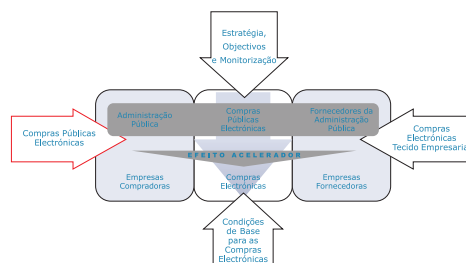 Estratégia,
Objectivos
e Monitorização
Administração
Pública
Compras
Públicas
Electrónicas
Fornecedores da
Administração
Pública
Compras Públicas
Electrónicas
Compras
Electrónicas
Tecido Empresarial
EFEITO ACELERADOR
Empresas
Compradoras
Compras
Electrónicas
Empresas
Fornecedoras
Condições
de Base
para as
Compras
Electrónicas